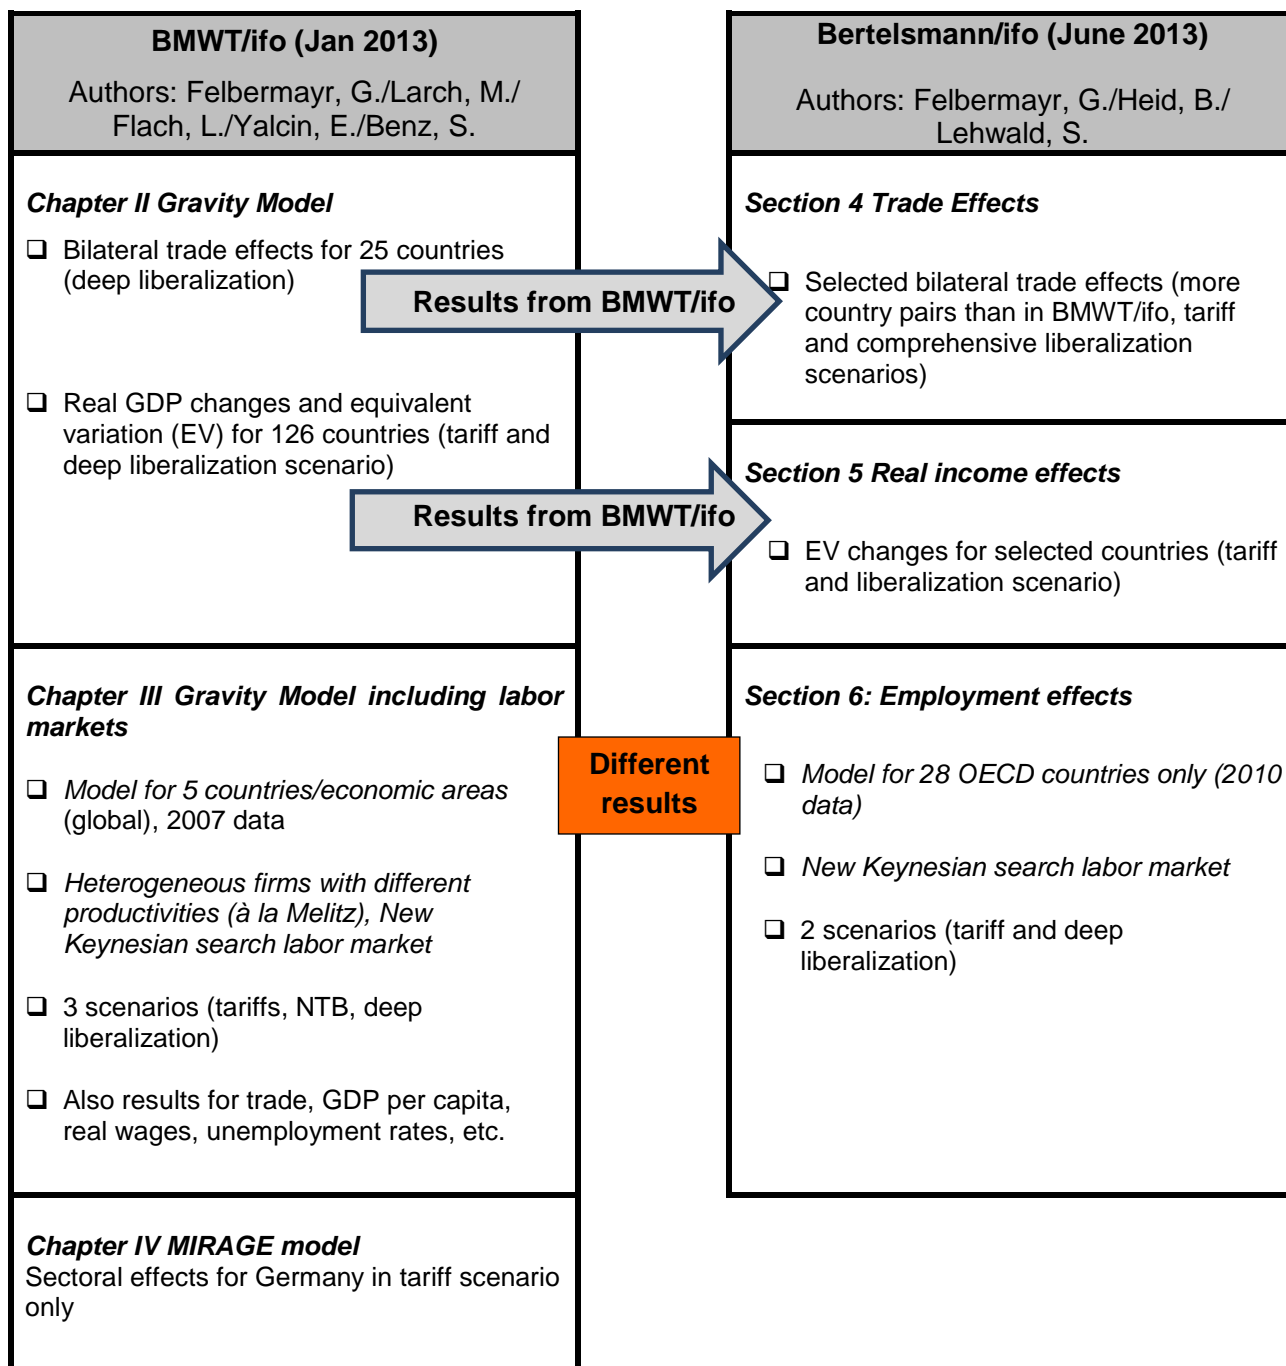 BMWT/ifo (Jan 2013)
Authors: Felbermayr, G./Larch, M./
Flach, L./Yalcin, E./Benz, S.
Chapter II Gravity Model
❑ Bilateral trade effects for 25 countries
(deep liberalization)
❑ Real GDP changes and equivalent
variation (EV) for 126 countries (tariff and
deep liberalization scenario)
Chapter III Gravity Model including labor
markets
❑ Model for 5 countries/economic areas
(global), 2007 data
❑ Heterogeneous firms with different
productivities (à la Melitz), New
Keynesian search labor market
❑ 3 scenarios (tariffs, NTB, deep
liberalization)
❑ Also results for trade, GDP per capita,
real wages, unemployment rates, etc.
Chapter IV MIRAGE model
Sectoral effects for Germany in tariff scenario
only
Results from BMWT/ifo
Results from BMWT/ifo
Different
results
Bertelsmann/ifo (June 2013)
Authors: Felbermayr, G./Heid, B./
Lehwald, S.
Section 4 Trade Effects
❑ Selected bilateral trade effects (more
country pairs than in BMWT/ifo, tariff
and comprehensive liberalization
scenarios)
Section 5 Real income effects
❑ EV changes for selected countries (tariff
and liberalization scenario)
Section 6: Employment effects
❑ Model for 28 OECD countries only (2010
data)
❑ New Keynesian search labor market
❑ 2 scenarios (tariff and deep
liberalization)